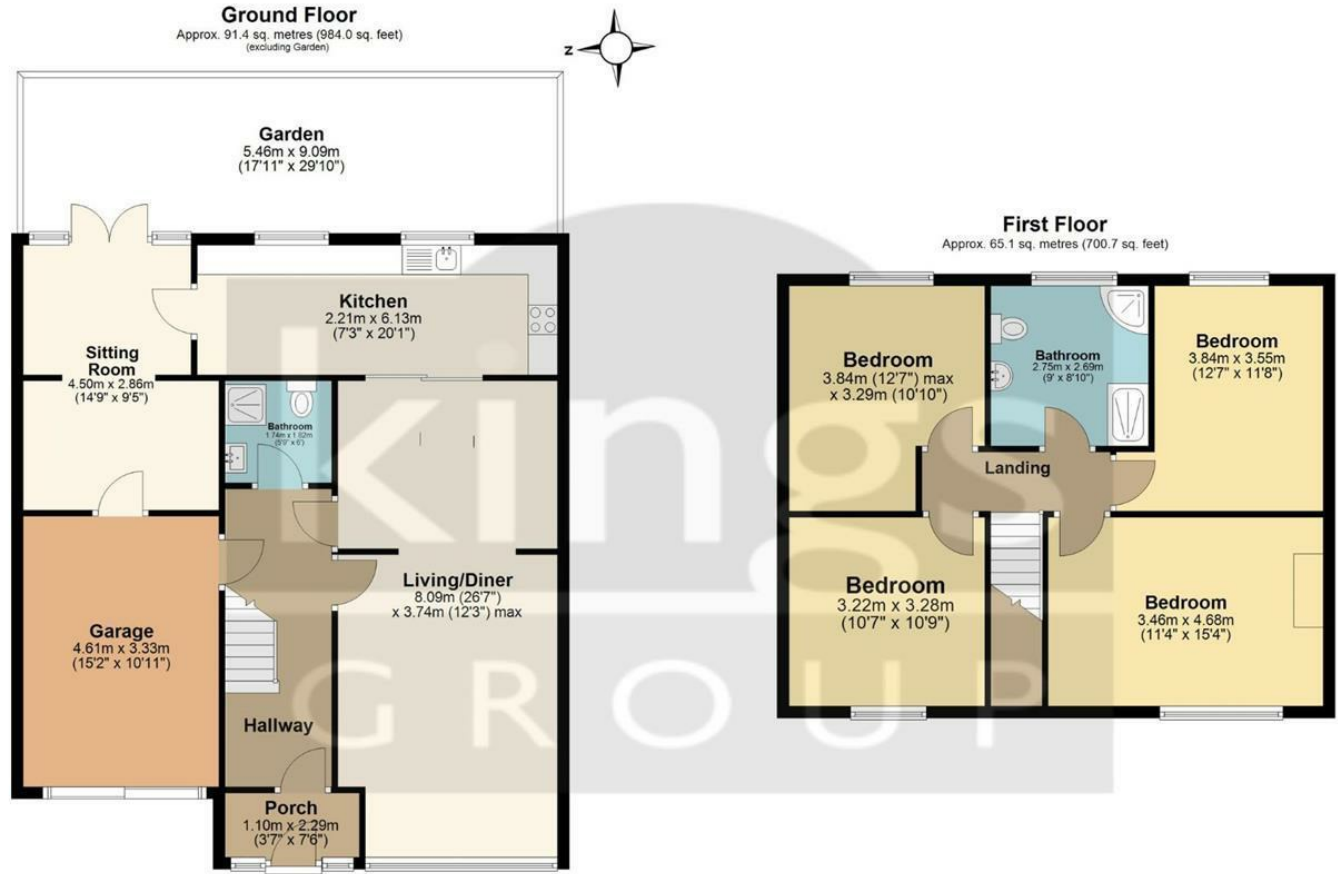 Ground Floor
Approx. 91.4 sq. metres (984.0 sq. feet)
(excluding Garden)
z
Garden
5.46m x 9.09m
(17'11" x 29'10")
Kitchen
2.21m x 6.13m
(7'3" x 20'1")
Sitting
Room
4.50m x 2.86m
(14'9" x 9'5")
Bathroom
1.74m x 1.82m
(5'9" x 6')
Living/Diner
8.09m (26'7")
x 3.74m (12'3") max
Garage
4.61m x 3.33m
(15'2" x 10'11")
Hallway
Porch
1.10m x 2.29m
(3'7" x 7'6")
First Floor
Approx. 65.1 sq. metres (700.7 sq. feet)
Bedroom
3.84m (12'7") max
x 3.29m (10'10")
Bathroom
2.75m x 2.69m
(9' x 8'10")
Bedroom
3.84m x 3.55m
(12'7" x 11'8")
Landing
Bedroom
3.22m x 3.28m
(10'7" x 10'9")
Bedroom
3.46m x 4.68m
(11'4" x 15'4")
kings
GROUP